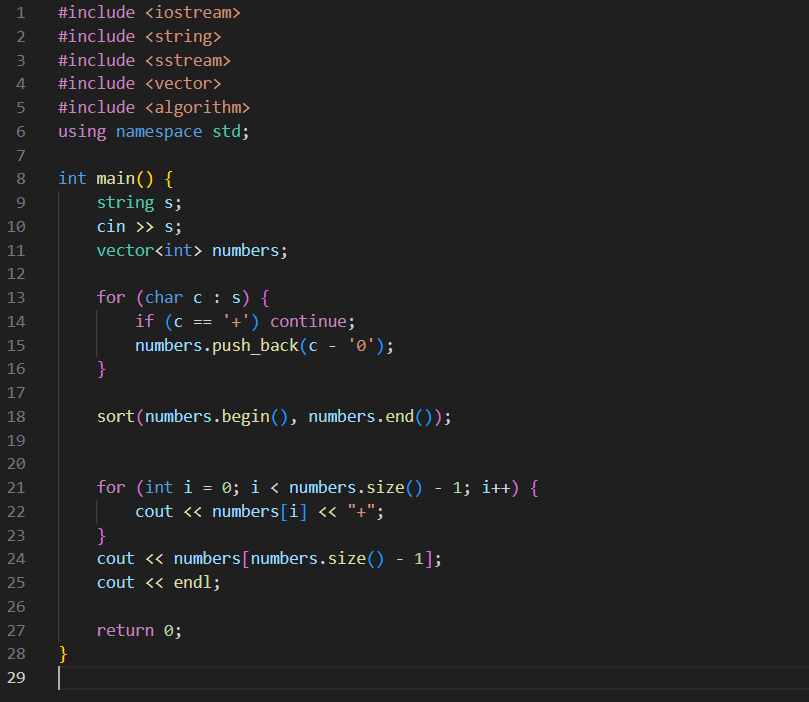 1 #include <iostream>
2 #include <string>
3 #include <sstream>
4 #include <vector>
5 #include <algorithm>
6 using namespace std;
7
8 int main() {
9     string s;
10     cin >> s;
11     vector<int> numbers;
12
13     for (char c : s) {
14         if (c == '+') continue;
15         numbers.push_back(c - '0');
16     }
17
18     sort(numbers.begin(), numbers.end());
19
20
21     for (int i = 0; i < numbers.size() - 1; i++) {
22         cout << numbers[i] << "+";
23     }
24     cout << numbers[numbers.size() - 1];
25     cout << endl;
26
27     return 0;
28 }
29